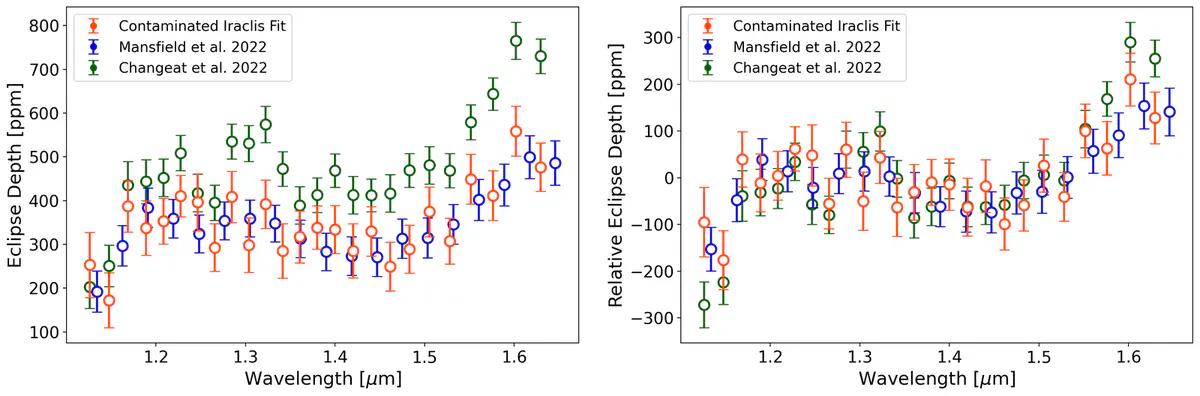 Contaminated Iraclis Fit
Mansfield et al. 2022
Changeat et al. 2022
800
700
600
500
400
300
200
100
Eclipse Depth [ppm]
1.2 1.3 1.4 1.5 1.6
Wavelength [μm]
Contaminated Iraclis Fit
Mansfield et al. 2022
Changeat et al. 2022
300
200
100
0
−100
−200
−300
Relative Eclipse Depth [ppm]
1.2 1.3 1.4 1.5 1.6
Wavelength [μm]